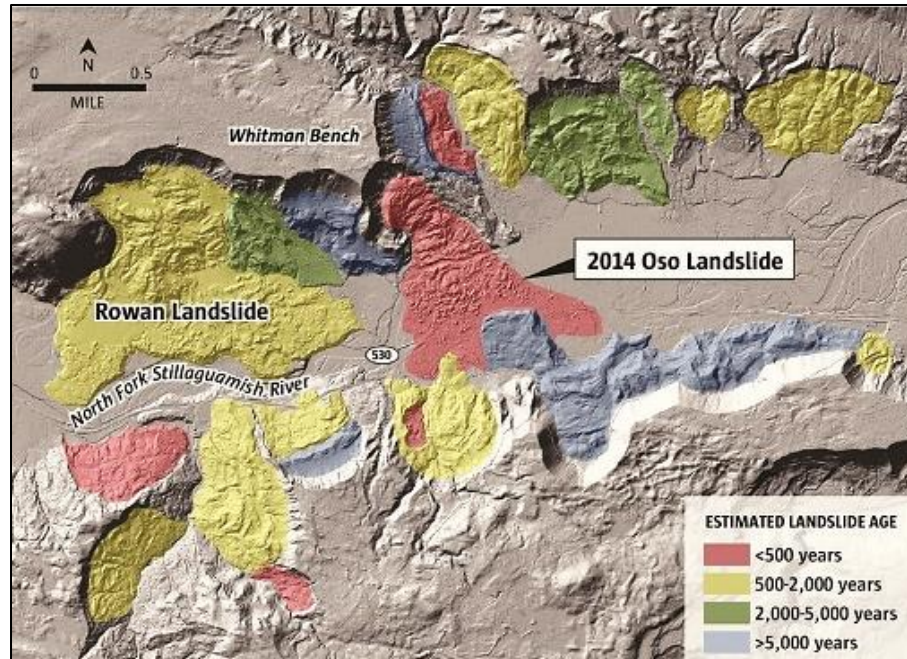 N
0 0.5
MILE
Whitman Bench
2014 Oso Landslide
Rowan Landslide
530
North Fork Stillaguamish River
ESTIMATED LANDSLIDE AGE
<500 years
500-2,000 years
2,000-5,000 years
>5,000 years